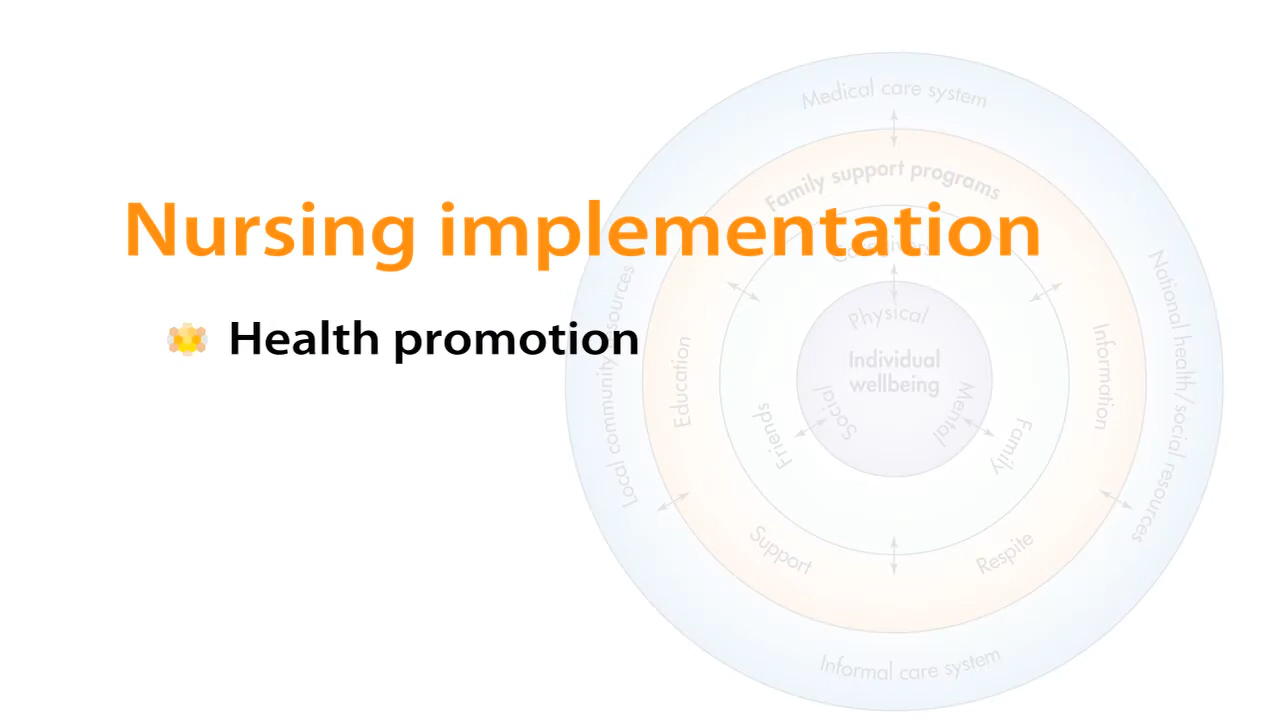 Nursing implementation
Health promotion
Medical care system
Family support programs
Physical
Individual
wellbeing
Social
Mental
Friends
Family
Education
Information
Support
Respite
Local community resources
National health/social resources
Informal care system